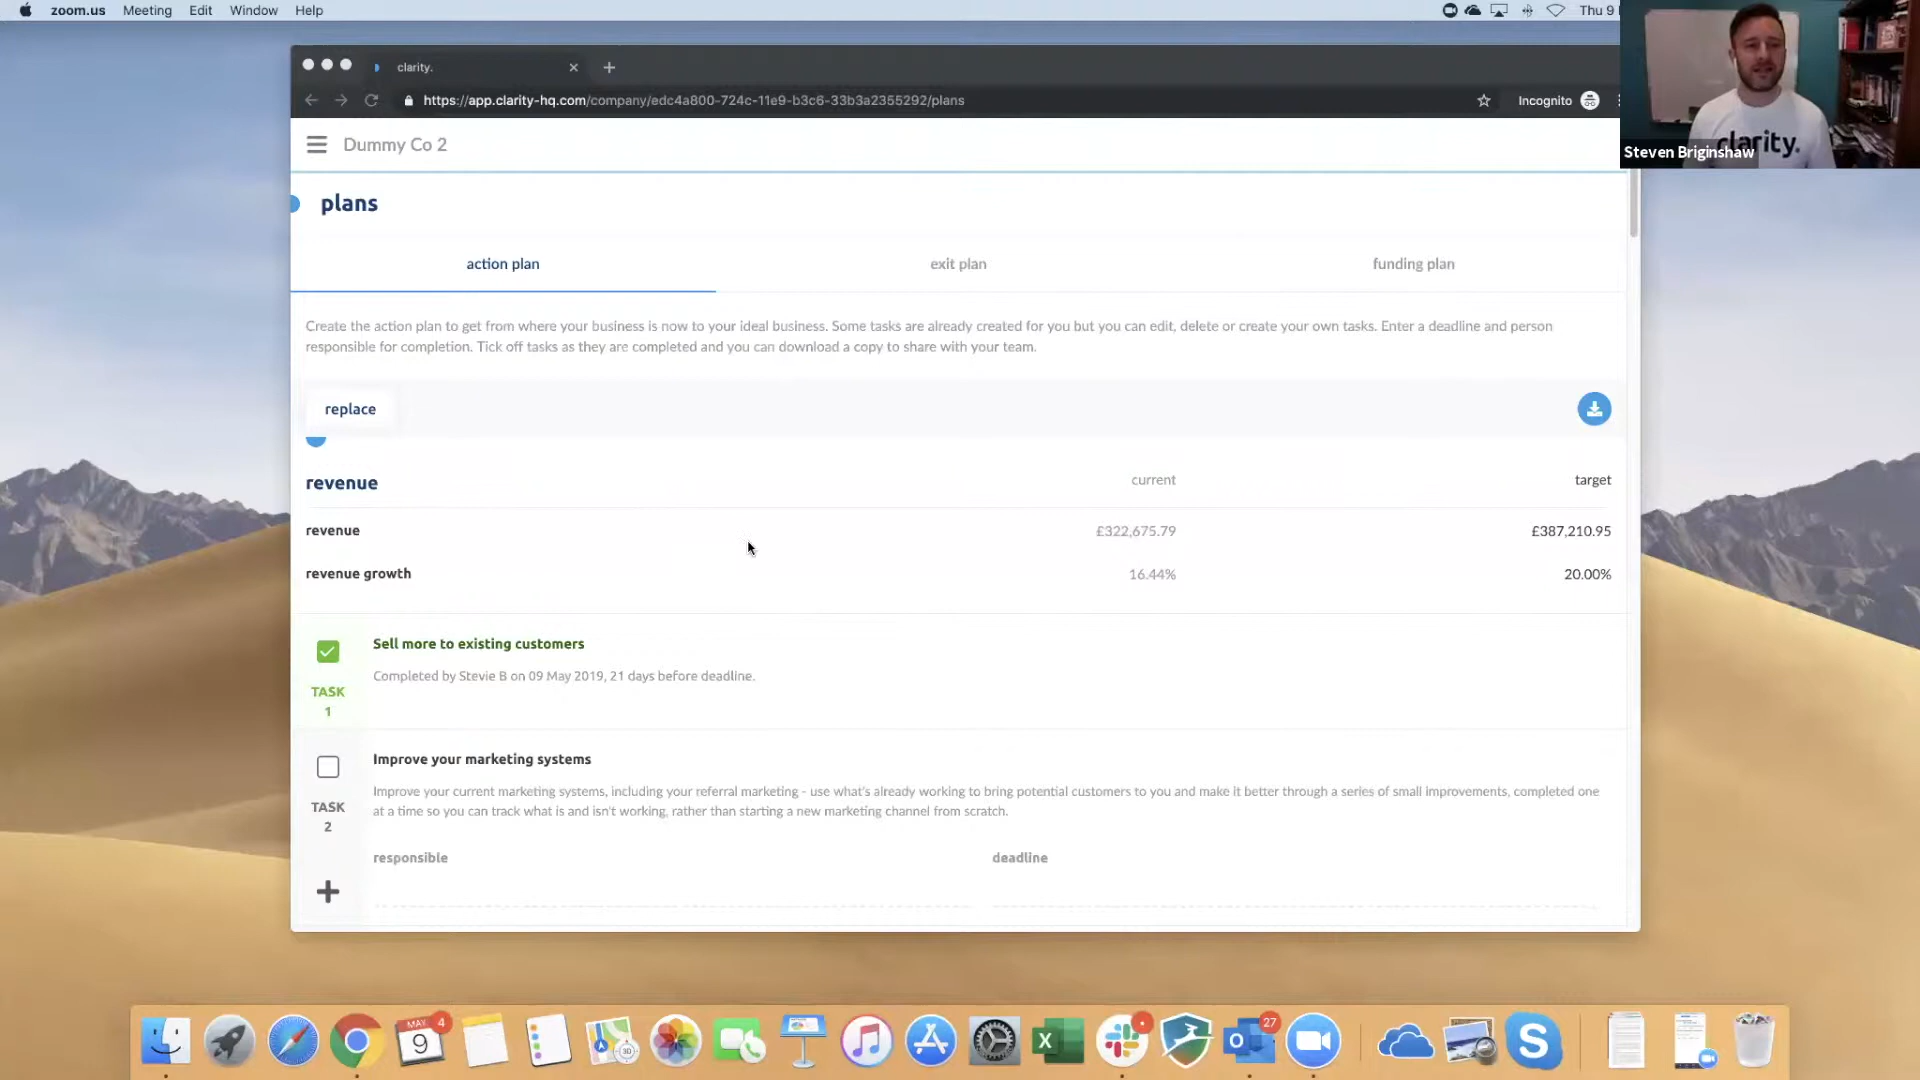 zoom.us Meeting Edit Window Help
Thu 9
clarity.
https://app.clarity-hq.com/company/edc4a800-724c-11e9-b3c6-33b3a2355292/plans
Incognito
clarity.
Steven Briginshaw
Dummy Co 2
plans
action plan exit plan funding plan
Create the action plan to get from where your business is now to your ideal business. Some tasks are already created for you but you can edit, delete or create your own tasks. Enter a deadline and person
responsible for completion. Tick off tasks as they are completed and you can download a copy to share with your team.
replace
revenue current target
revenue £322,675.79 £387,210.95
revenue growth 16.44% 20.00%
Sell more to existing customers
Completed by Stevie B on 09 May 2019, 21 days before deadline.
TASK
1
Improve your marketing systems
Improve your current marketing systems, including your referral marketing - use what's already working to bring potential customers to you and make it better through a series of small improvements, completed one
at a time so you can track what is and isn't working, rather than starting a new marketing channel from scratch.
TASK
2
responsible deadline
MAY 4
9
27